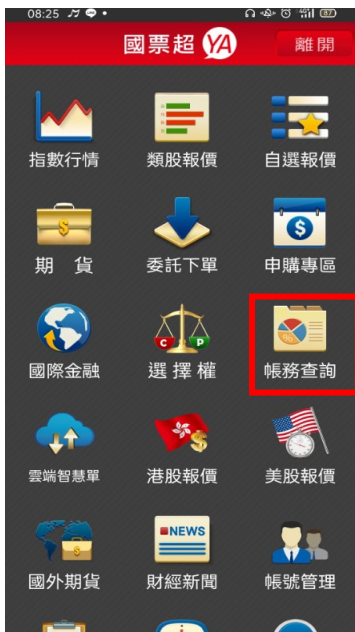 08:25 87
國票超 YA 離開
指數行情 類股報價 自選報價
$ $
期 貨 委託下單 申購專區
C P
國際金融 選擇權 帳務查詢
$
雲端智慧單 港股報價 美股報價
NEWS
國外期貨 財經新聞 帳號管理